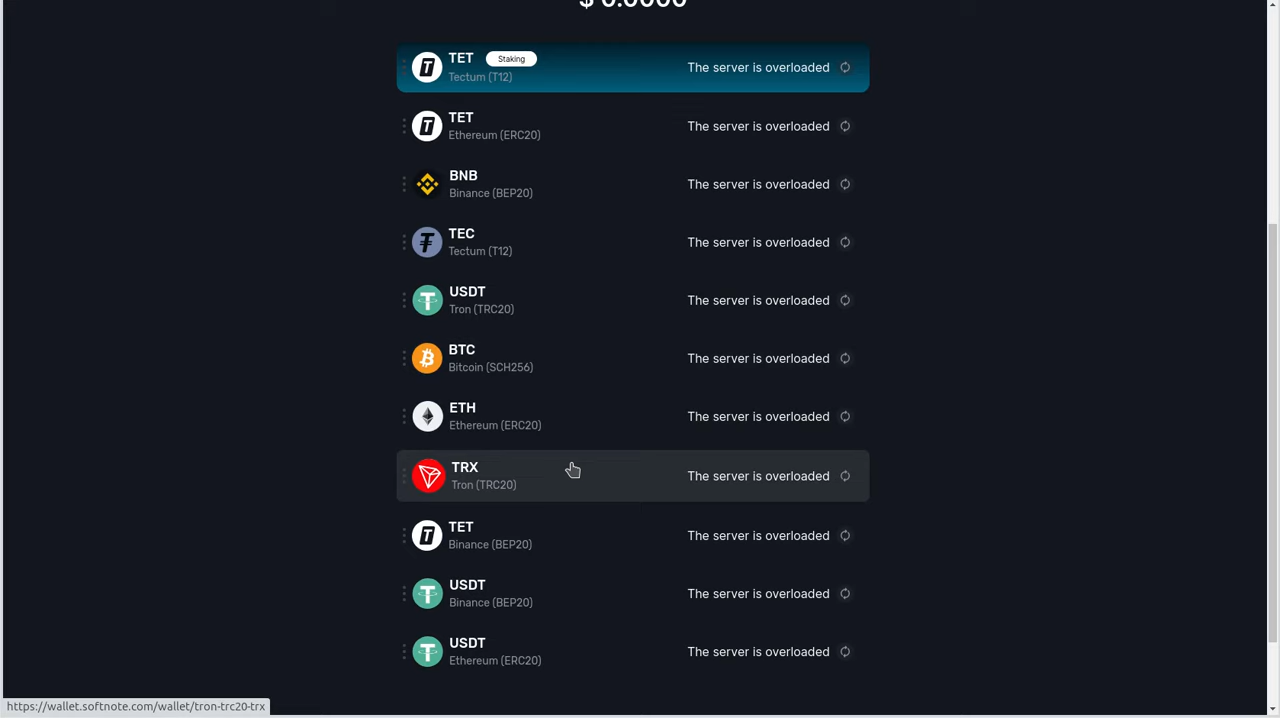 $ 0.0000
TET Staking
Tectum (T12)
The server is overloaded
TET
Ethereum (ERC20)
The server is overloaded
BNB
Binance (BEP20)
The server is overloaded
TEC
Tectum (T12)
The server is overloaded
USDT
Tron (TRC20)
The server is overloaded
BTC
Bitcoin (SCH256)
The server is overloaded
ETH
Ethereum (ERC20)
The server is overloaded
TRX
Tron (TRC20)
The server is overloaded
TET
Binance (BEP20)
The server is overloaded
USDT
Binance (BEP20)
The server is overloaded
USDT
Ethereum (ERC20)
The server is overloaded
https://wallet.softnote.com/wallet/tron-trc20-trx